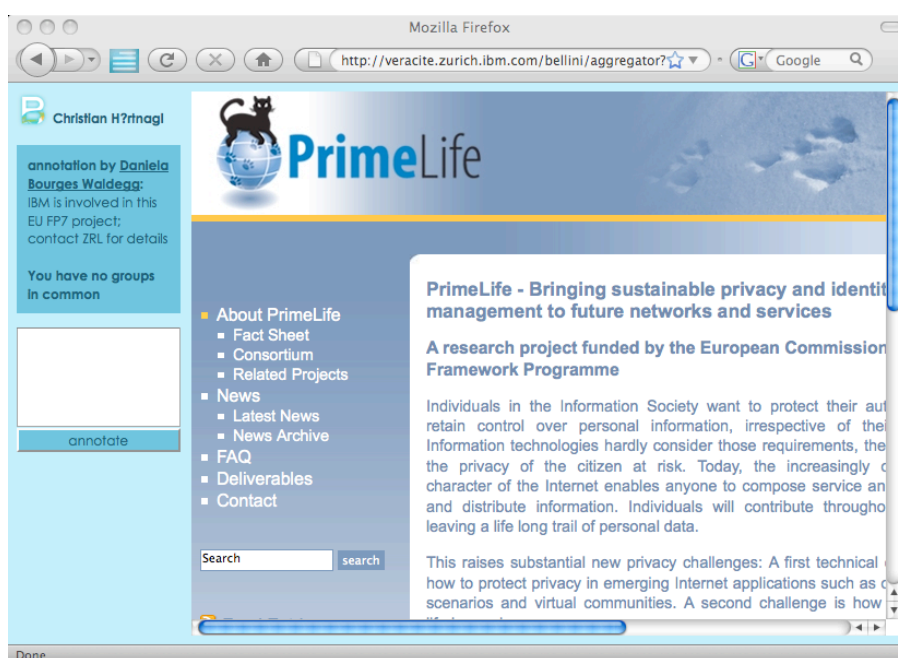 Mozilla Firefox
http://veracite.zurich.ibm.com/bellini/aggregator?
G Google
Christian H?rtnagl
annotation by Daniela
Bourges Waldegg:
IBM is involved in this
EU FP7 project;
contact ZRL for details
You have no groups
in common
annotate
PrimeLife
About PrimeLife
Fact Sheet
Consortium
Related Projects
News
Latest News
News Archive
FAQ
Deliverables
Contact
Search
search
PrimeLife - Bringing sustainable privacy and identit
management to future networks and services
A research project funded by the European Commission
Framework Programme
Individuals in the Information Society want to protect their aut
retain control over personal information, irrespective of thei
Information technologies hardly consider those requirements, the
the privacy of the citizen at risk. Today, the increasingly c
character of the Internet enables anyone to compose service an
and distribute information. Individuals will contribute througho
leaving a life long trail of personal data.
This raises substantial new privacy challenges: A first technical
how to protect privacy in emerging Internet applications such as c
scenarios and virtual communities. A second challenge is how
Done